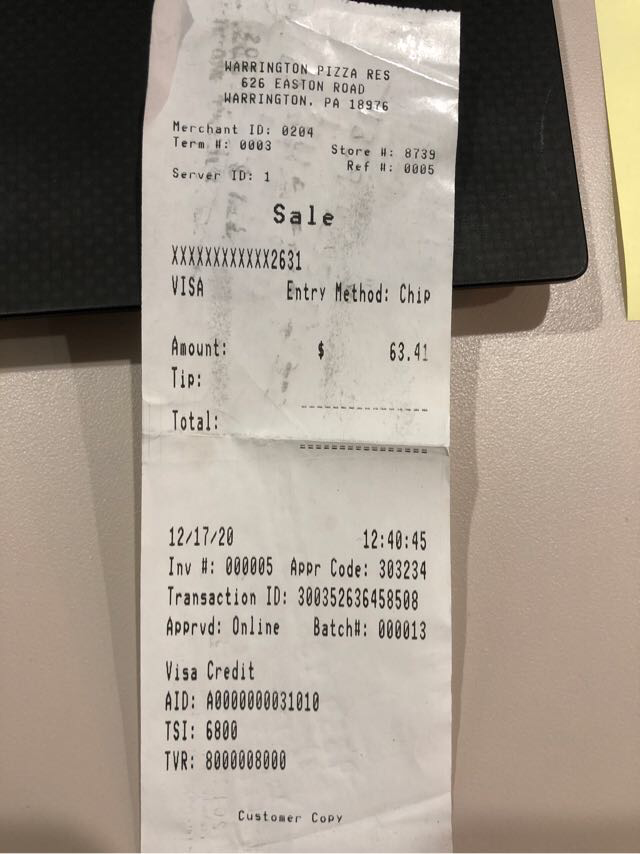 WARRINGTON PIZZA RES
626 EASTON ROAD
WARRINGTON, PA 18976
Merchant ID: 0204
Term #: 0003 Store #: 8739
Ref #: 0005
Server ID: 1
Sale
XXXXXXXXXXXX2631
VISA Entry Method: Chip
Amount: $ 63.41
Tip:
Total:
12/17/20 12:40:45
Inv #: 000005 Appr Code: 303234
Transaction ID: 300352636458508
Apprvd: Online Batch#: 000013
Visa Credit
AID: A0000000031010
TSI: 6800
TVR: 8000008000
Customer Copy